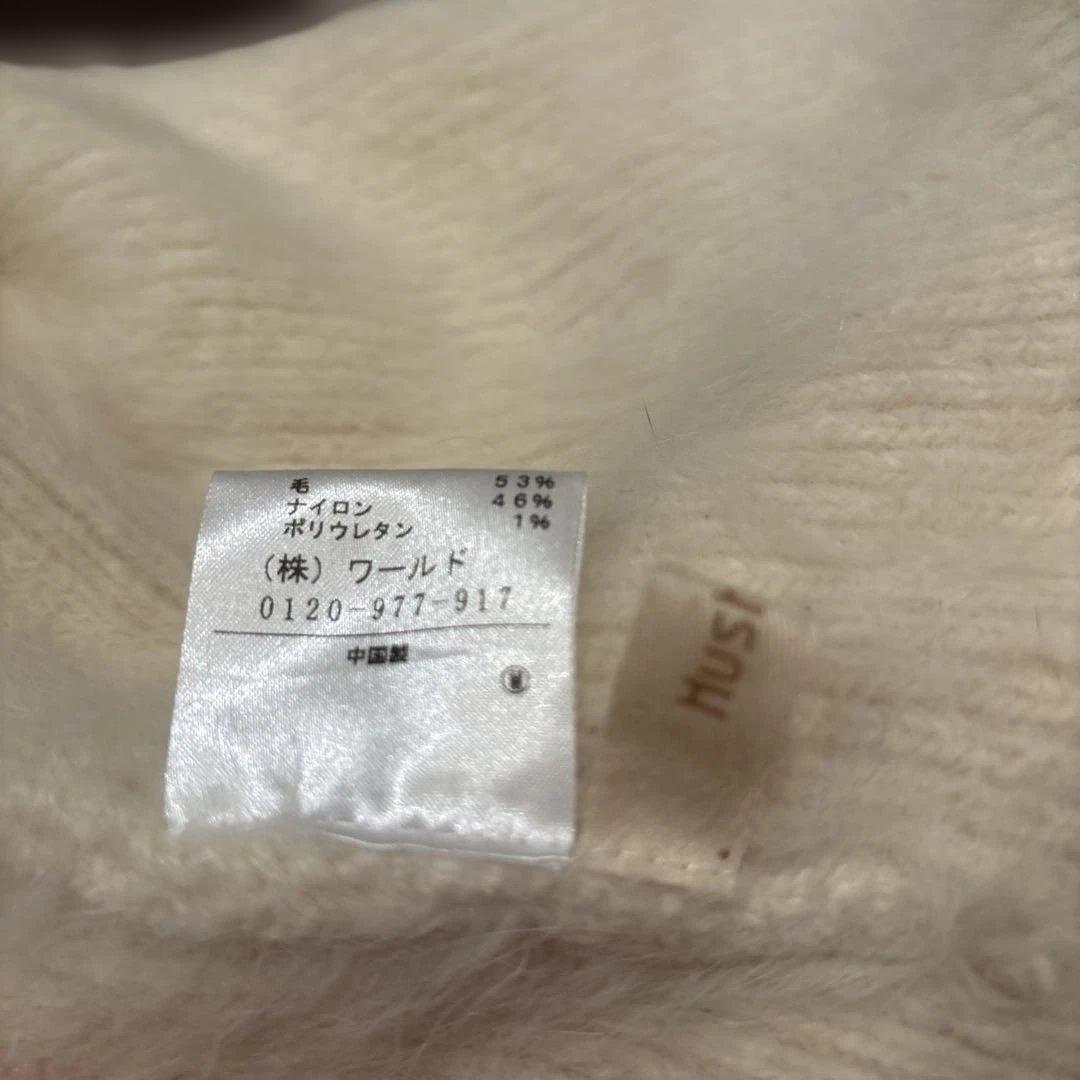 毛 53%
ナイロン 46%
ポリウレタン 1%
(株) ワールド
0120-977-917
中国製
Hust